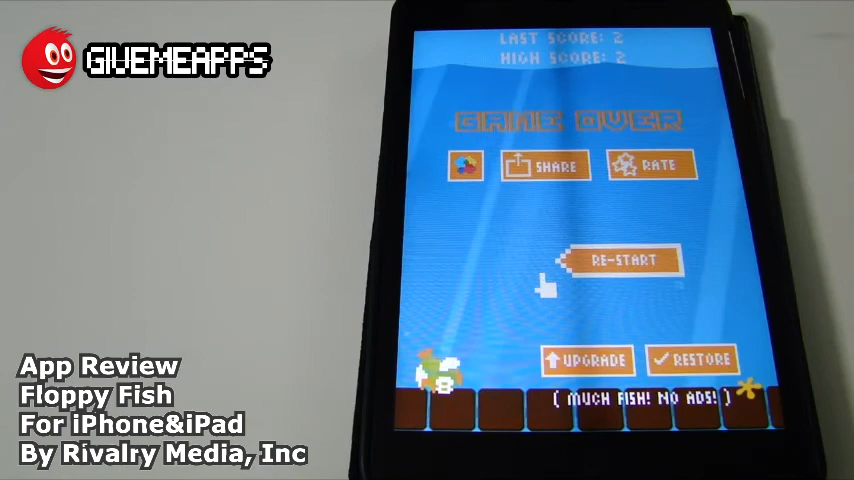 GIVEMEAPPS
LAST SCORE: 2
HIGH SCORE: 2
GAME OVER
SHARE
RATE
RE-START
UPGRADE
RESTORE
( MUCH FISH! NO ADS! )
App Review
Floppy Fish
For iPhone&iPad
By Rivalry Media, Inc